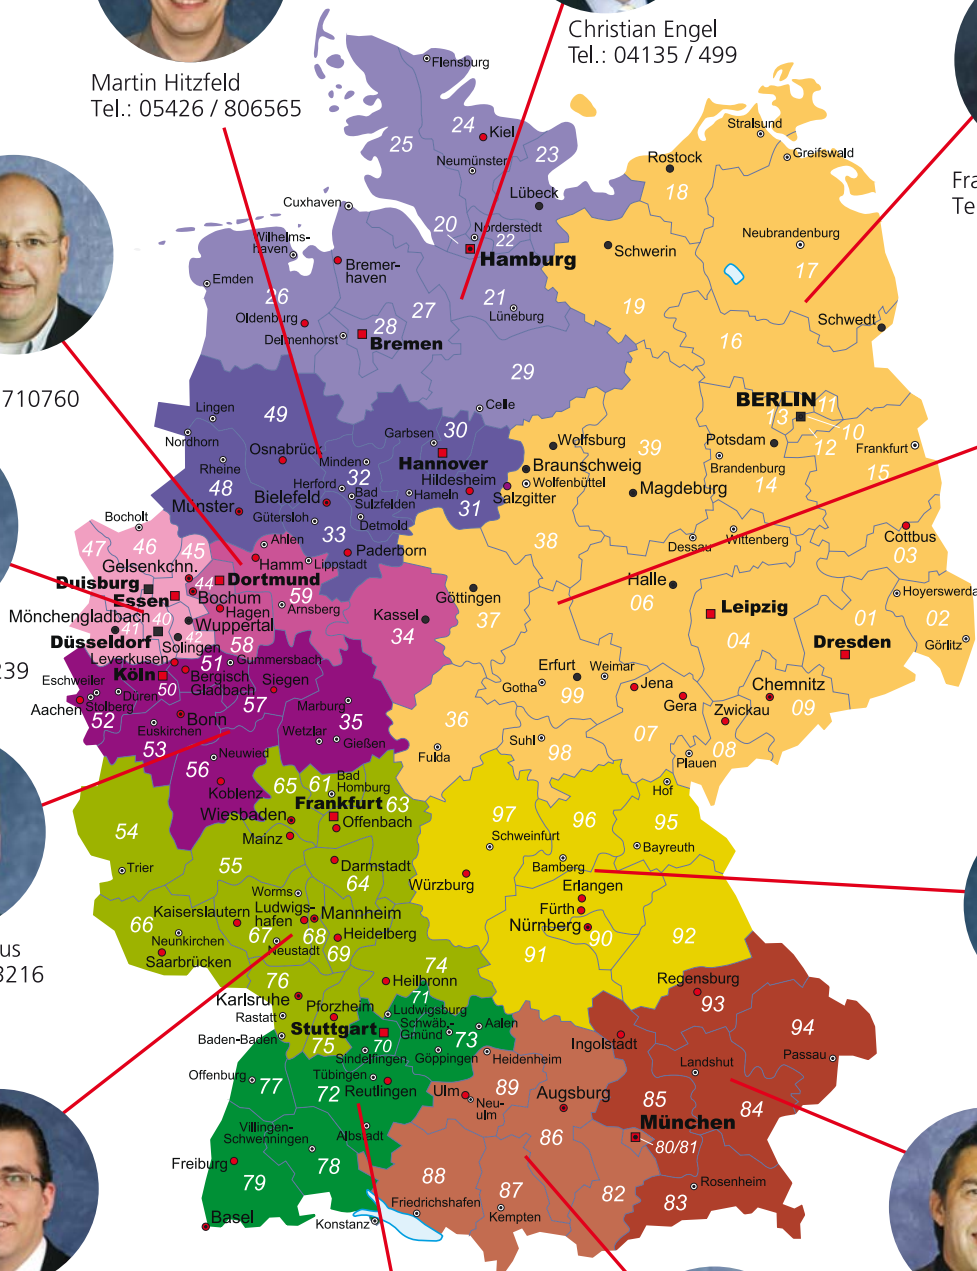 Christian Engel
Tel.: 04135 / 499
Martin Hitzfeld
Tel.: 05426 / 806565
Fra
Te
710760
239
us
3216
Flensburg
24
Kiel
25
Neumünster
23
Stralsund
Greifswald
Rostock
18
Lübeck
Cuxhaven
20
Norderstedt
22
Hamburg
Wilhelms-
haven
Bremer-
haven
Schwerin
Neubrandenburg
17
Emden
26
27
21
Lüneburg
19
Oldenburg
28
Delmenhorst
Bremen
Schwedt
16
29
Celle
BERLIN
11
13
10
12
Lingen
49
Garbsen
30
Nordhorn
Osnabrück
Minden
Hannover
Wolfsburg
39
Potsdam
Frankfurt
Rheine
Hildesheim
Braunschweig
Brandenburg
15
48
Herford
32
Bad
Sulzfelden
Hameln
Wolfenbüttel
14
Münster
Bielefeld
31
Salzgitter
Magdeburg
Gütersloh
33
Detmold
Bocholt
47
46
45
Ahlen
Paderborn
38
Dessau
Wittenberg
Cottbus
03
Gelsenkchn.
Hamm
Lippstadt
Duisburg
44
Dortmund
Halle
Hoyerswerda
Essen
Bochum
59
Göttingen
06
Leipzig
Mönchengladbach
40
Hagen
Arnsberg
Kassel
37
01
02
41
Wuppertal
34
04
Düsseldorf
42
Solingen
58
Dresden
Görlitz
Leverkusen
51
Gummersbach
Erfurt
Weimar
Köln
Bergisch
Gladbach
Siegen
Eschweiler
50
Gotha
99
Jena
Chemnitz
Düren
57
Marburg
Gera
09
Aachen
Stolberg
Bonn
35
36
Zwickau
52
Euskirchen
Wetzlar
Gießen
07
53
Suhl
98
08
56
Neuwied
Fulda
Plauen
Koblenz
65
61
Bad
Homburg
Hof
Frankfurt
63
97
96
95
Wiesbaden
Offenbach
54
Mainz
Schweinfurt
Bayreuth
55
Darmstadt
Bamberg
Trier
64
Würzburg
Erlangen
Worms
Kaiserslautern
Ludwigs-
hafen
Mannheim
Fürth
66
67
68
Heidelberg
Nürnberg
90
92
Neunkirchen
Neustadt
69
91
Saarbrücken
74
76
Heilbronn
Regensburg
Karlsruhe
71
93
Pforzheim
Ludwigsburg
Rastatt
Schwäb.-
Gmünd
Aalen
94
Stuttgart
Baden-Baden
75
70
73
Ingolstadt
Sindelfingen
Göppingen
Heidenheim
Passau
Offenburg
77
Tübingen
Landshut
72
Reutlingen
Ulm
89
Augsburg
85
84
Neu-
ulm
München
Villingen-
Schwenningen
Albstadt
86
80/81
Freiburg
78
79
88
87
82
83
Rosenheim
Friedrichshafen
Kempten
Basel
Konstanz